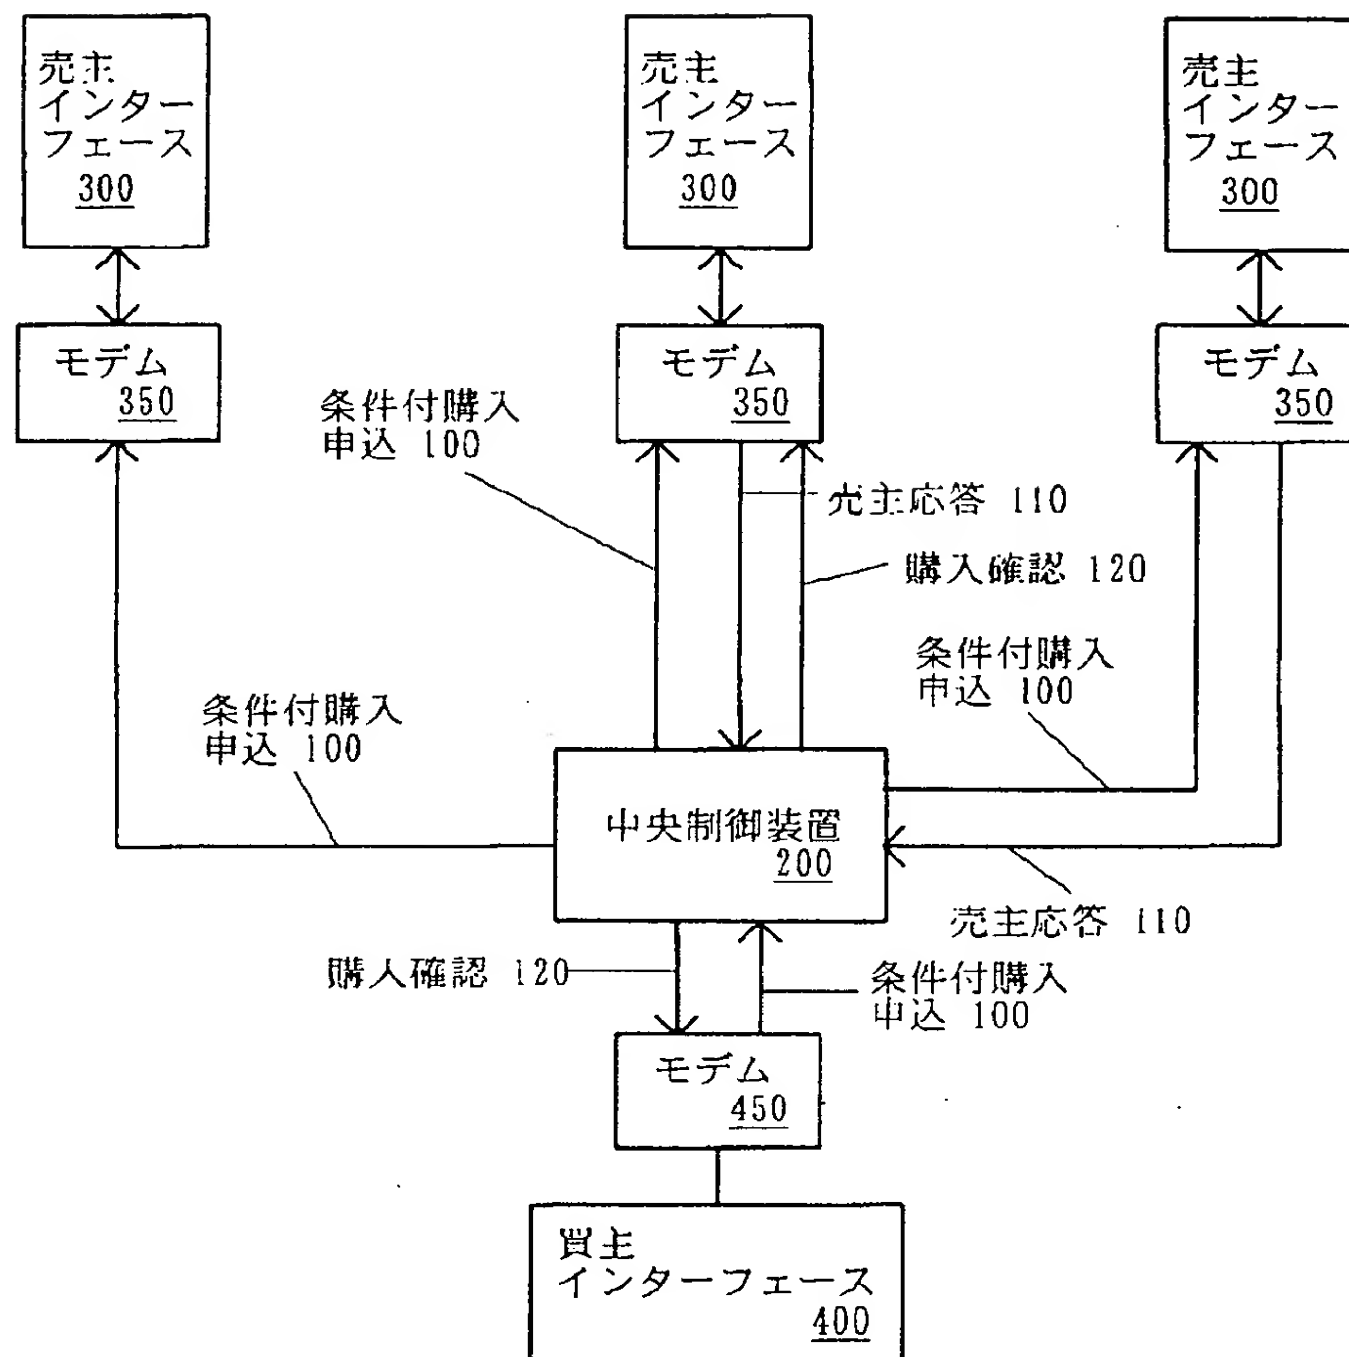 売主
インター
フェース
300
売主
インター
フェース
300
売主
インター
フェース
300
モデム
350
モデム
350
モデム
350
条件付購入
申込 100
売主応答 110
購入確認 120
条件付購入
申込 100
条件付購入
申込 100
中央制御装置
200
売主応答 110
購入確認 120
条件付購入
申込 100
モデム
450
買主
インターフェース
400